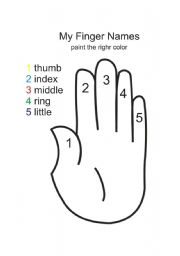 My Finger Names
paint the righr color
1 thumb
2 index
3 middle
4 ring
5 little
1
2
3
4
5